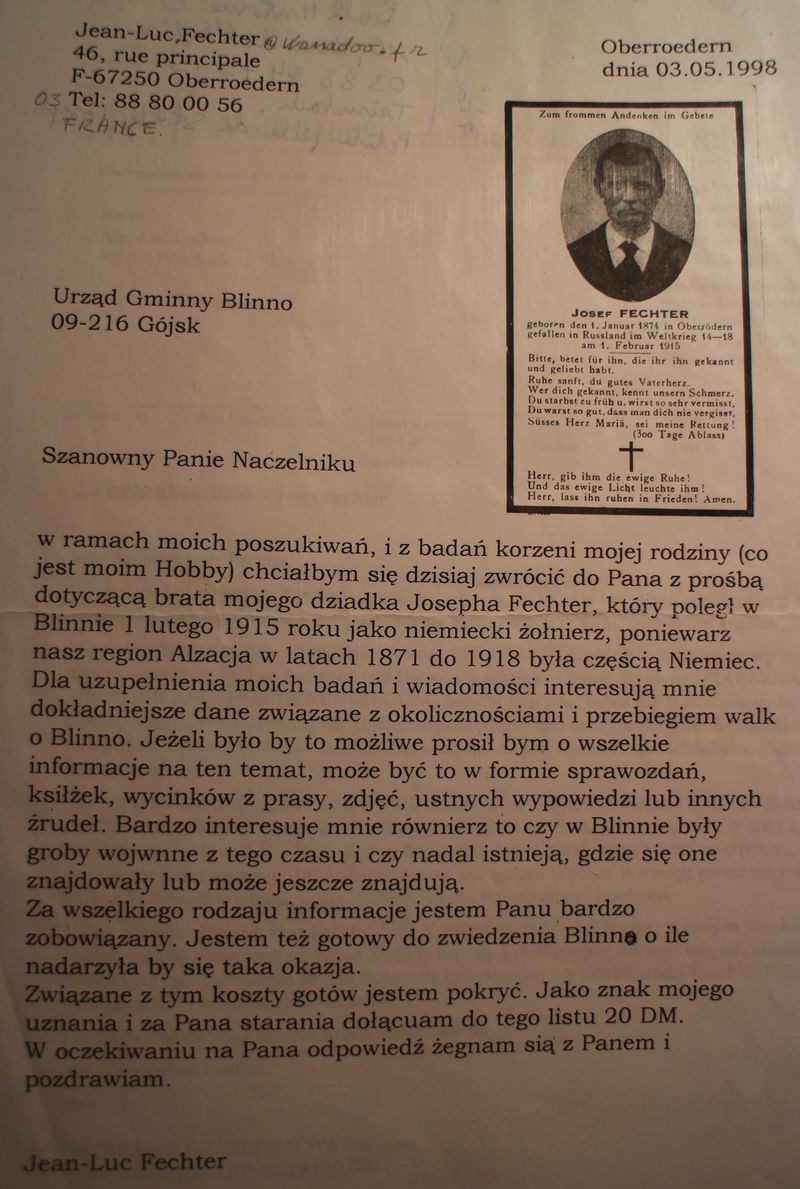 Jean-Luc.Fechter @ wanadoo.fr
46, rue principale
F-67250 Oberroedern
03 Tel: 88 80 00 56
FRANCE.
Oberroedern
dnia 03.05.1998
Zum frommen Andenken im Gebete
JOSEF FECHTER
geboren den 1. Januar 1874 in Oberrödern
gefallen in Russland im Weltkrieg 14—18
am 1. Februar 1915
Bitte, betet für ihn, die ihr ihn gekannt
und geliebt habt.
Ruhe sanft, du gutes Vaterherz.
Wer dich gekannt, kennt unsern Schmerz.
Du starbst zu früh u. wirst so sehr vermisst.
Du warst so gut, dass man dich nie vergisst.
Süsses Herz Mariä, sei meine Rettung!
(300 Tage Ablass)
Herr, gib ihm die ewige Ruhe!
Und das ewige Licht leuchte ihm!
Herr, lass ihn ruhen in Frieden! Amen.
Urząd Gminny Blinno
09-216 Gójsk
Szanowny Panie Naczelniku
w ramach moich poszukiwań, i z badań korzeni mojej rodziny (co
jest moim Hobby) chciałbym się dzisiaj zwrócić do Pana z prośbą
dotyczącą brata mojego dziadka Josepha Fechter, który poległ w
Blinnie 1 lutego 1915 roku jako niemiecki żołnierz, poniewarz
nasz region Alzacja w latach 1871 do 1918 była częścią Niemiec.
Dla uzupełnienia moich badań i wiadomości interesują mnie
dokładniejsze dane związane z okolicznościami i przebiegiem walk
o Blinno. Jeżeli było by to możliwe prosił bym o wszelkie
informacje na ten temat, może być to w formie sprawozdań,
ksiłżek, wycinków z prasy, zdjęć, ustnych wypowiedzi lub innych
źrudeł. Bardzo interesuje mnie równierz to czy w Blinnie były
groby wojwnne z tego czasu i czy nadal istnieją, gdzie się one
znajdowały lub może jeszcze znajdują.
Za wszelkiego rodzaju informacje jestem Panu bardzo
zobowiązany. Jestem też gotowy do zwiedzenia Blinna o ile
nadarzyła by się taka okazja.
Związane z tym koszty gotów jestem pokryć. Jako znak mojego
uznania i za Pana starania dołącuam do tego listu 20 DM.
W oczekiwaniu na Pana odpowiedź żegnam sią z Panem i
pozdrawiam.
Jean-Luc Fechter